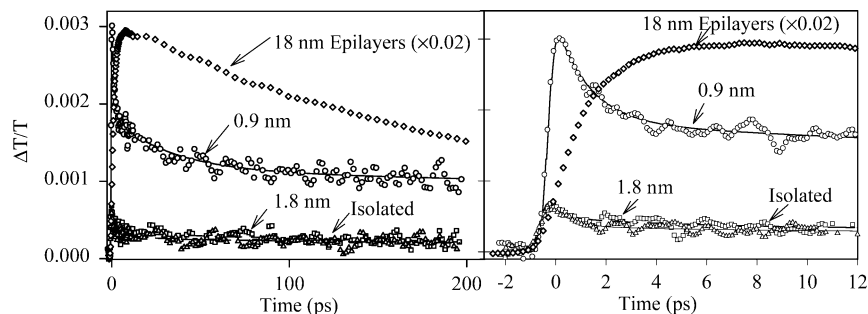 0.003
0.002
0.001
0.000
ΔT/T
18 nm Epilayers (×0.02)
0.9 nm
1.8 nm
Isolated
0
100
200
Time (ps)
18 nm Epilayers (×0.02)
0.9 nm
1.8 nm
Isolated
-2 0 2 4 6 8 10 12
Time (ps)